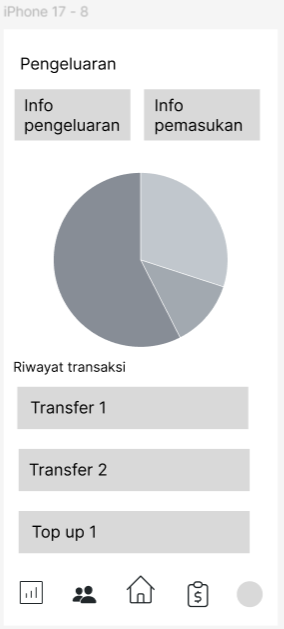 iPhone 17 - 8
Pengeluaran
Info
pengeluaran
Info
pemasukan
Riwayat transaksi
Transfer 1
Transfer 2
Top up 1
$